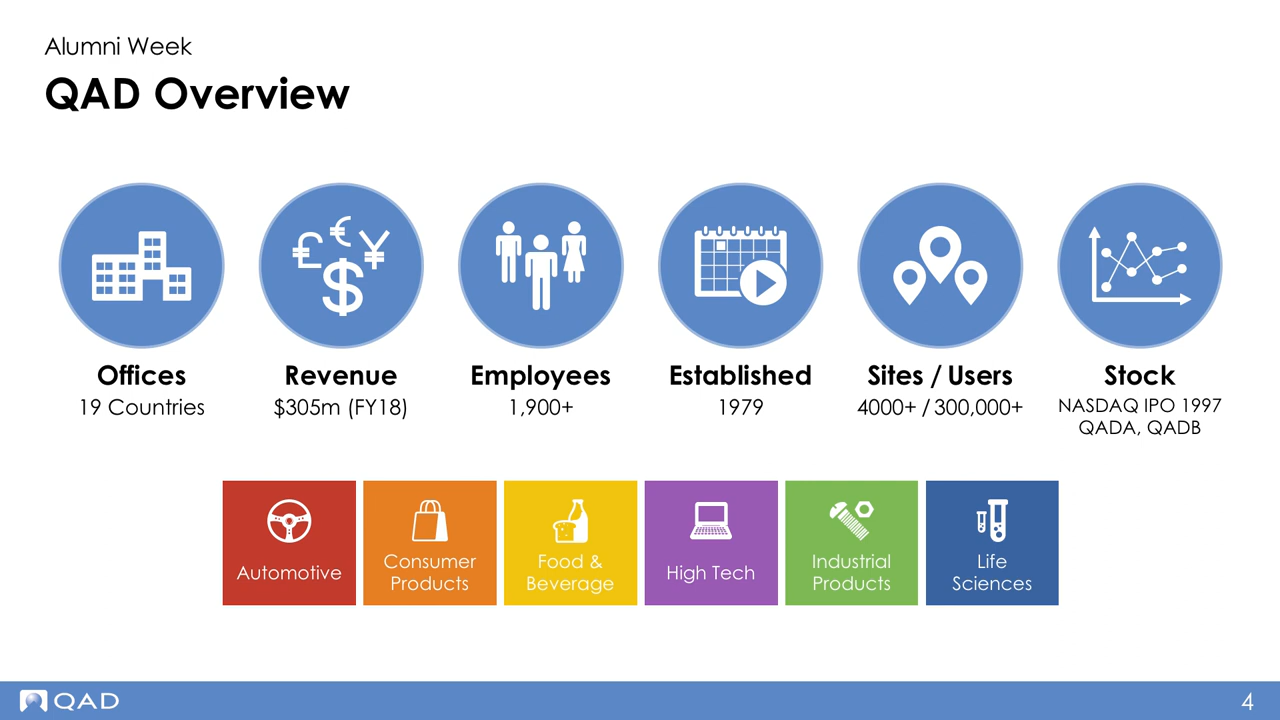 Alumni Week
QAD Overview
£ € ¥
$
Offices
19 Countries
Revenue
$305m (FY18)
Employees
1,900+
Established
1979
Sites / Users
4000+ / 300,000+
Stock
NASDAQ IPO 1997
QADA, QADB
Automotive
Consumer
Products
Food &
Beverage
High Tech
Industrial
Products
Life
Sciences
QAD
4